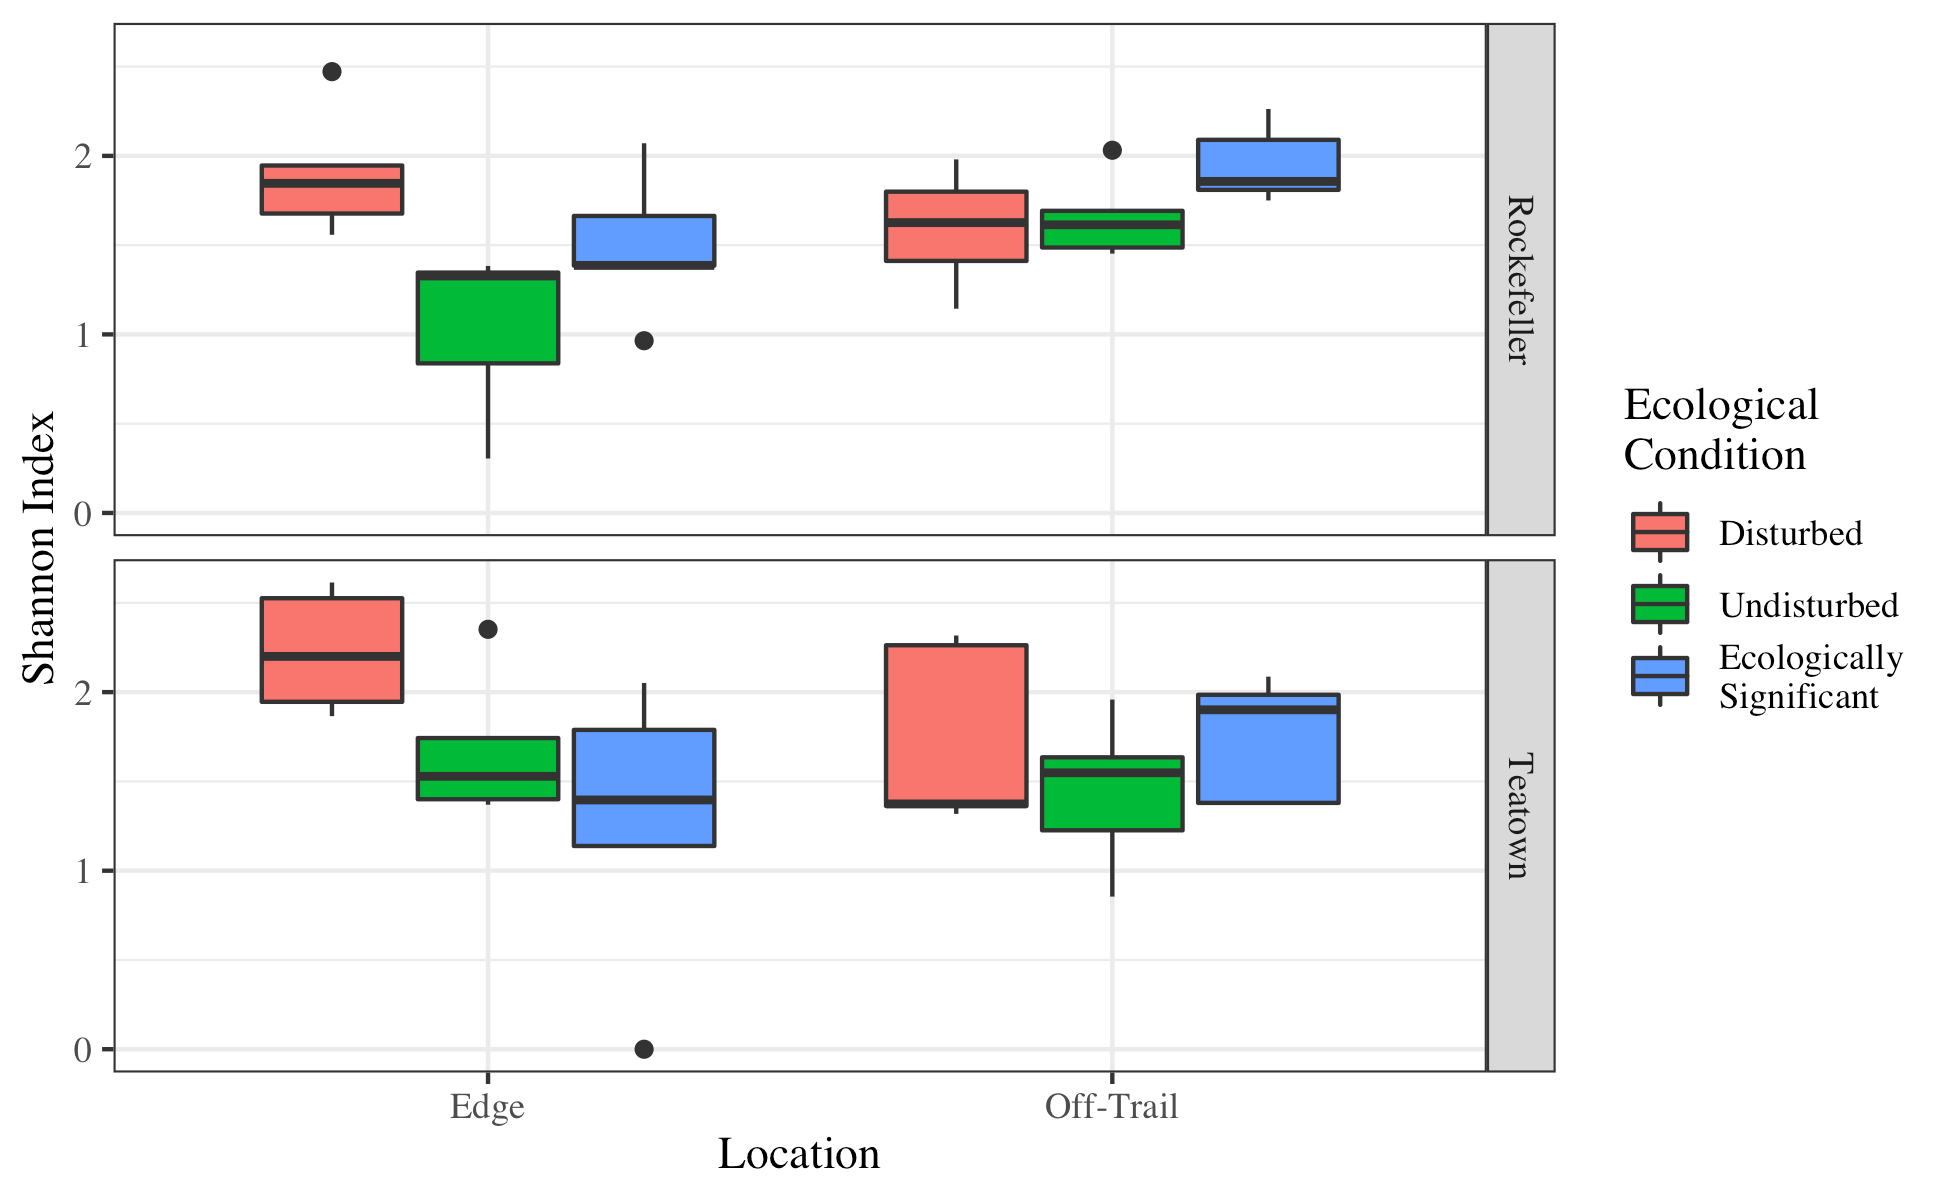 Shannon Index
2
1
0
Rockefeller
2
1
0
Teatown
Edge
Off-Trail
Location
Ecological
Condition
Disturbed
Undisturbed
Ecologically
Significant